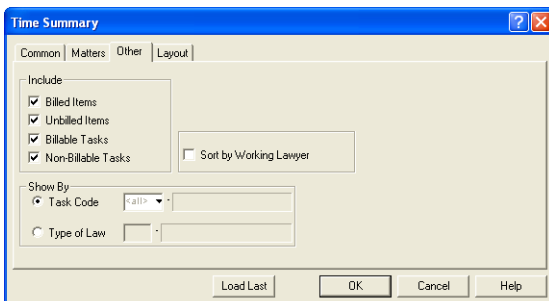 Time Summary
Common Matters Other Layout
Include
Billed Items
Unbilled Items
Billable Tasks
Non-Billable Tasks
Sort by Working Lawyer
Show By
Task Code <all> -
Type of Law -
Load Last OK Cancel Help